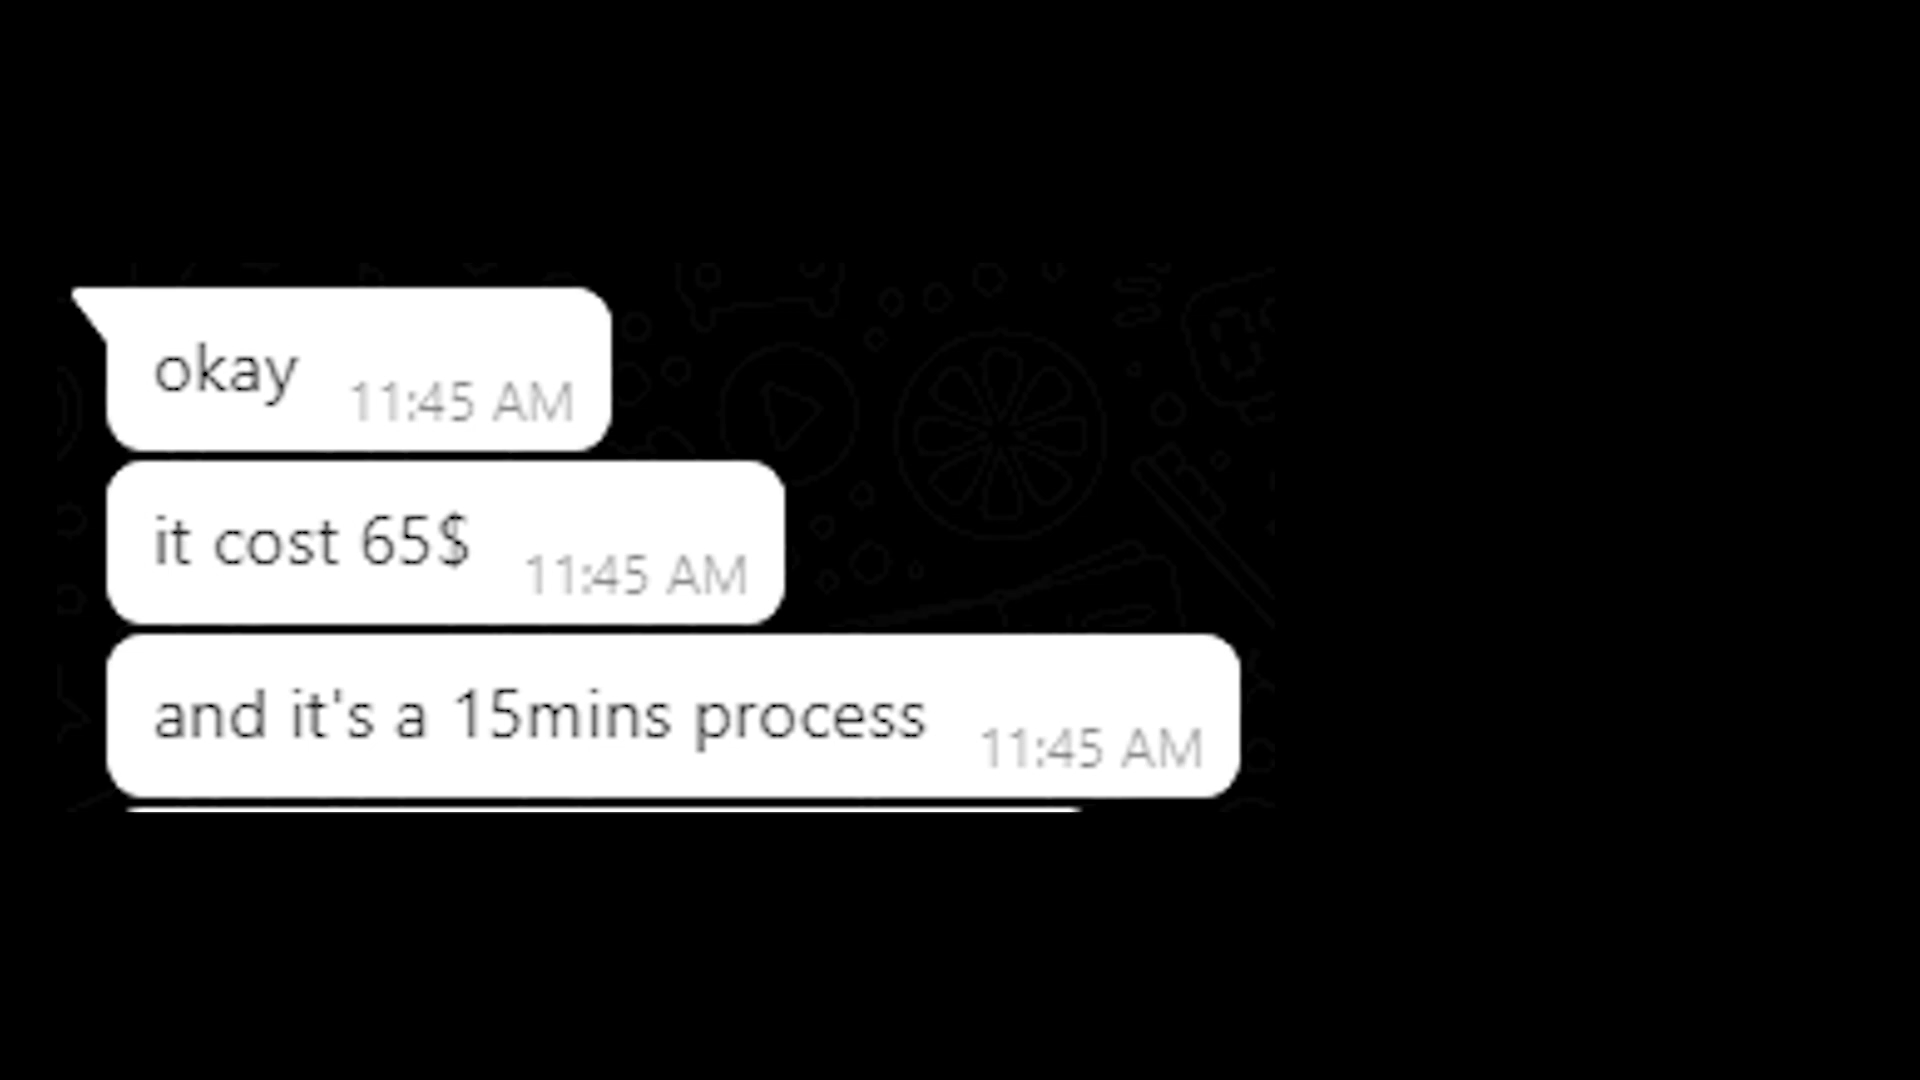 okay 11:45 AM
it cost 65$ 11:45 AM
and it's a 15mins process 11:45 AM